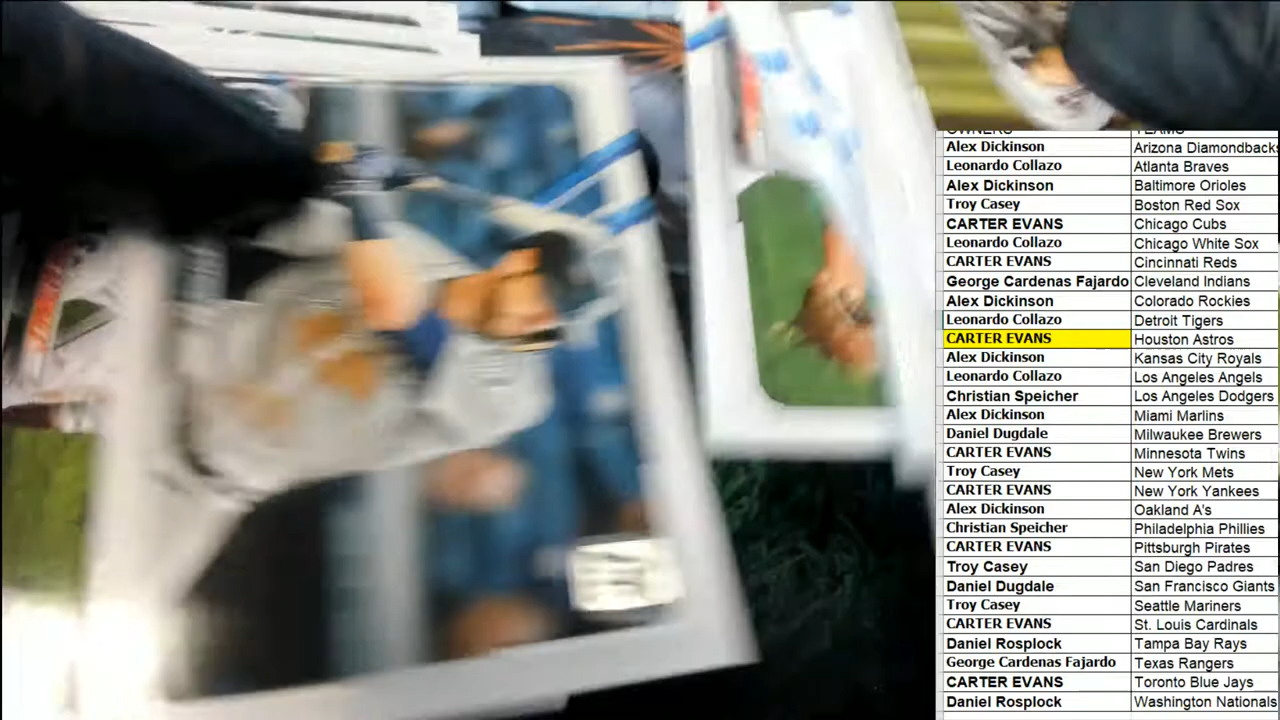 OWNERS TEAMS
Alex Dickinson Arizona Diamondbacks
Leonardo Collazo Atlanta Braves
Alex Dickinson Baltimore Orioles
Troy Casey Boston Red Sox
CARTER EVANS Chicago Cubs
Leonardo Collazo Chicago White Sox
CARTER EVANS Cincinnati Reds
George Cardenas Fajardo Cleveland Indians
Alex Dickinson Colorado Rockies
Leonardo Collazo Detroit Tigers
CARTER EVANS Houston Astros
Alex Dickinson Kansas City Royals
Leonardo Collazo Los Angeles Angels
Christian Speicher Los Angeles Dodgers
Alex Dickinson Miami Marlins
Daniel Dugdale Milwaukee Brewers
CARTER EVANS Minnesota Twins
Troy Casey New York Mets
CARTER EVANS New York Yankees
Alex Dickinson Oakland A's
Christian Speicher Philadelphia Phillies
CARTER EVANS Pittsburgh Pirates
Troy Casey San Diego Padres
Daniel Dugdale San Francisco Giants
Troy Casey Seattle Mariners
CARTER EVANS St. Louis Cardinals
Daniel Rosplock Tampa Bay Rays
George Cardenas Fajardo Texas Rangers
CARTER EVANS Toronto Blue Jays
Daniel Rosplock Washington Nationals